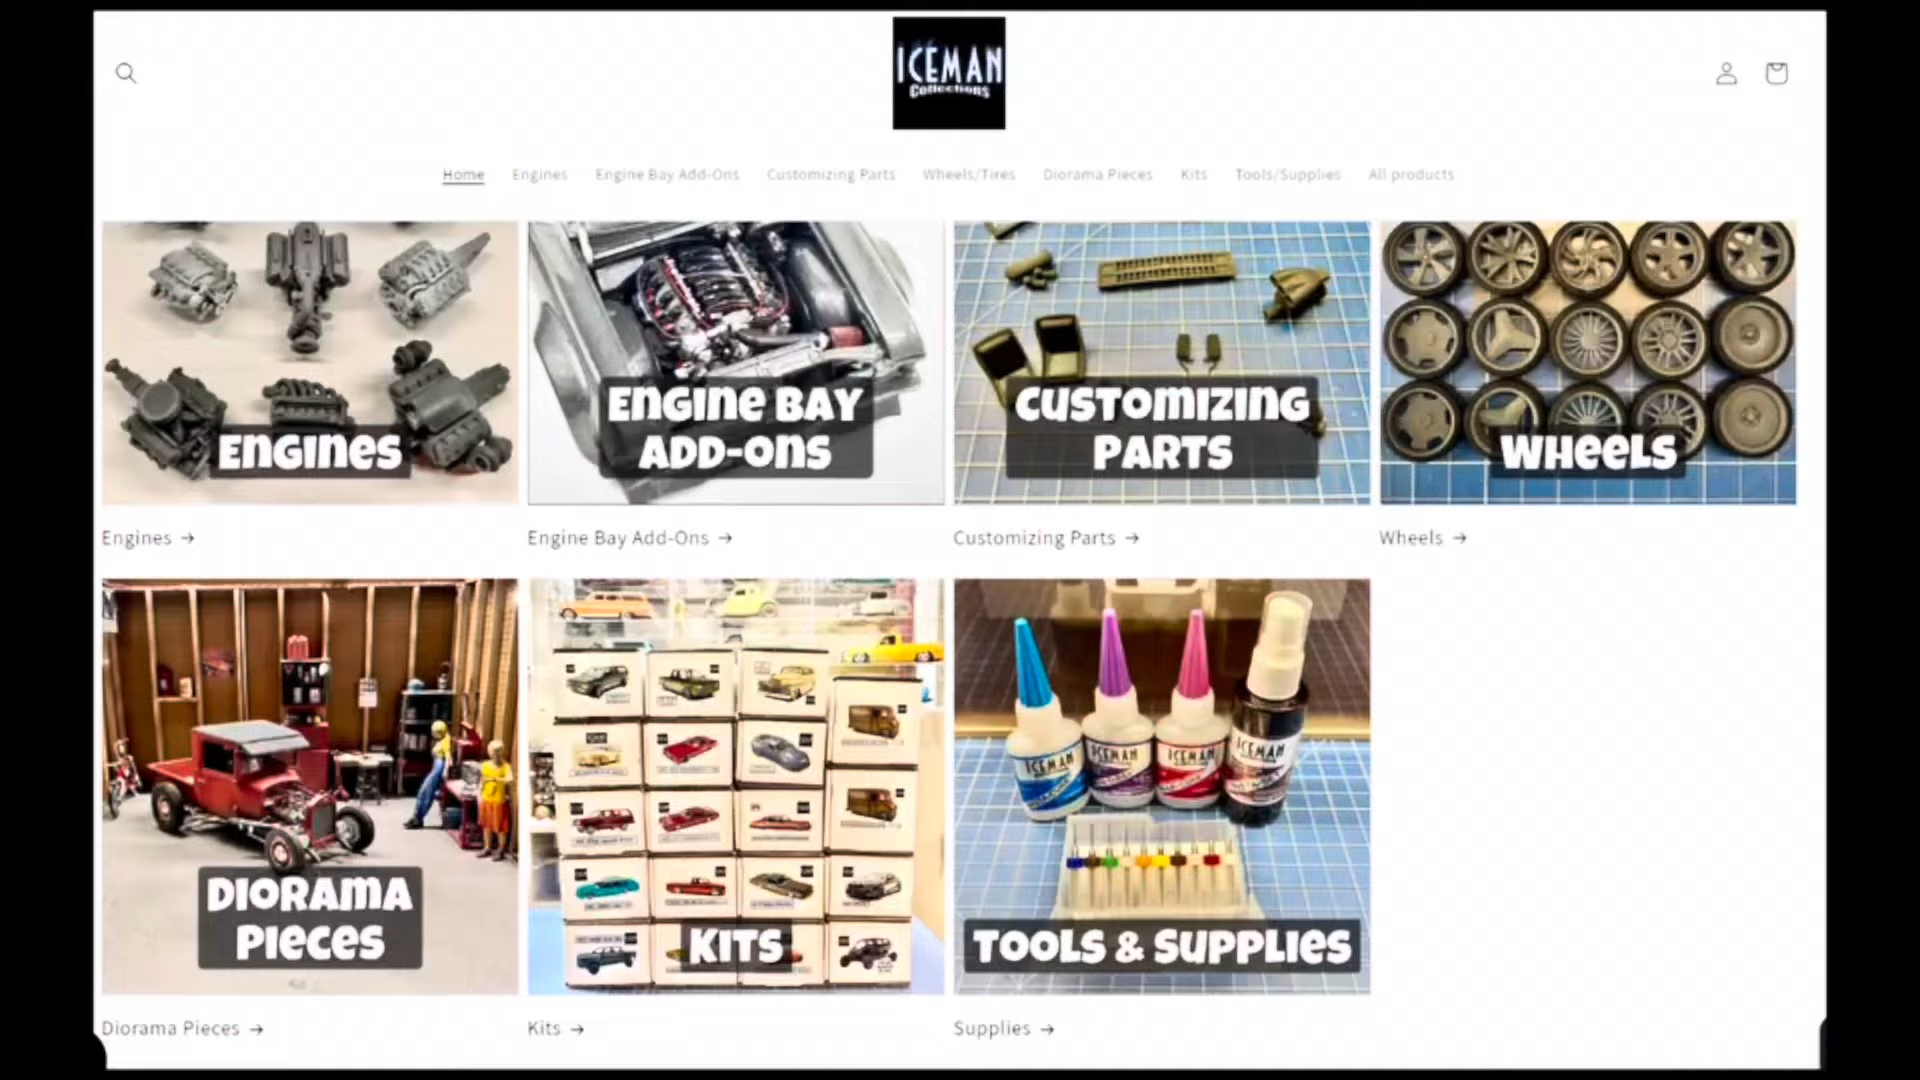 ICEMAN
Collections
Home Engines Engine Bay Add-Ons Customizing Parts Wheels/Tires Diorama Pieces Kits Tools/Supplies All products
ENGINES
ENGINE BAY
ADD-ONS
CUSTOMIZING
PARTS
WHEELS
Engines →
Engine Bay Add-Ons →
Customizing Parts →
Wheels →
DIORAMA
PIECES
KITS
ICEMAN
ICEMAN
ICEMAN
ICEMAN
TOOLS & SUPPLIES
Diorama Pieces →
Kits →
Supplies →